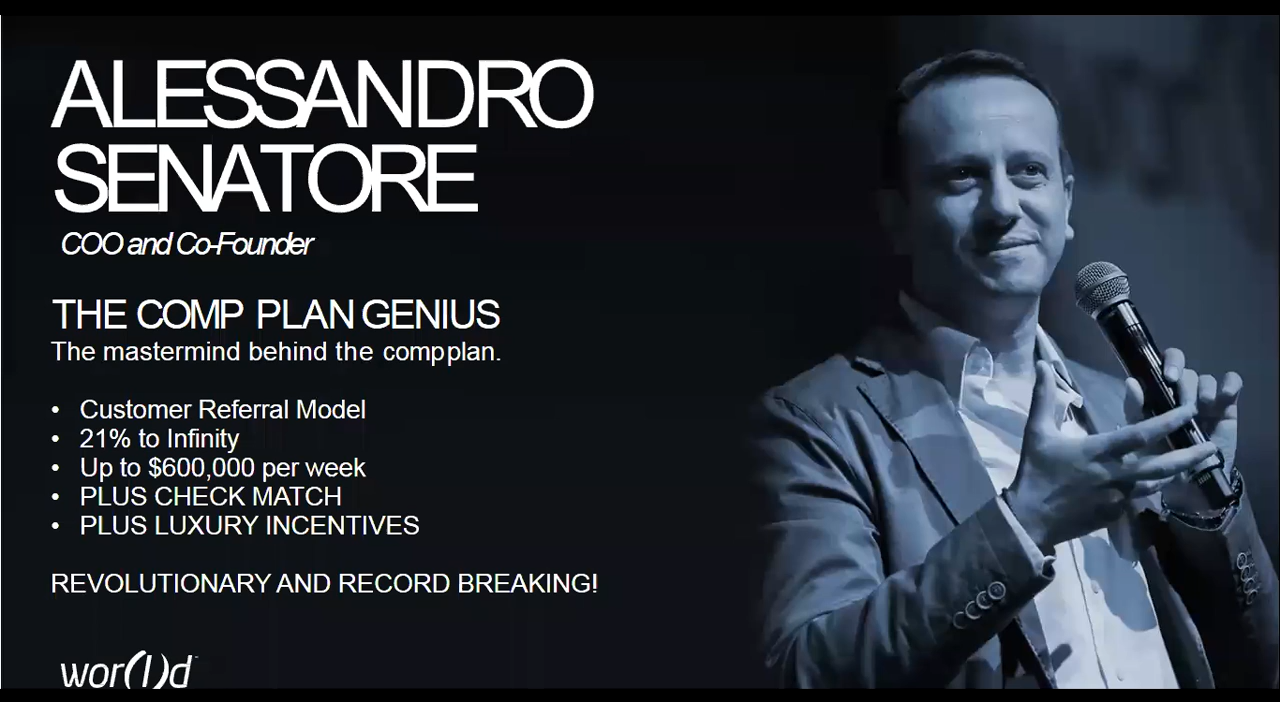 ALESSANDRO
SENATORE
COO and Co-Founder
THE COMP PLAN GENIUS
The mastermind behind the compplan.
• Customer Referral Model
• 21% to Infinity
• Up to $600,000 per week
• PLUS CHECK MATCH
• PLUS LUXURY INCENTIVES
REVOLUTIONARY AND RECORD BREAKING!
wor(l)d